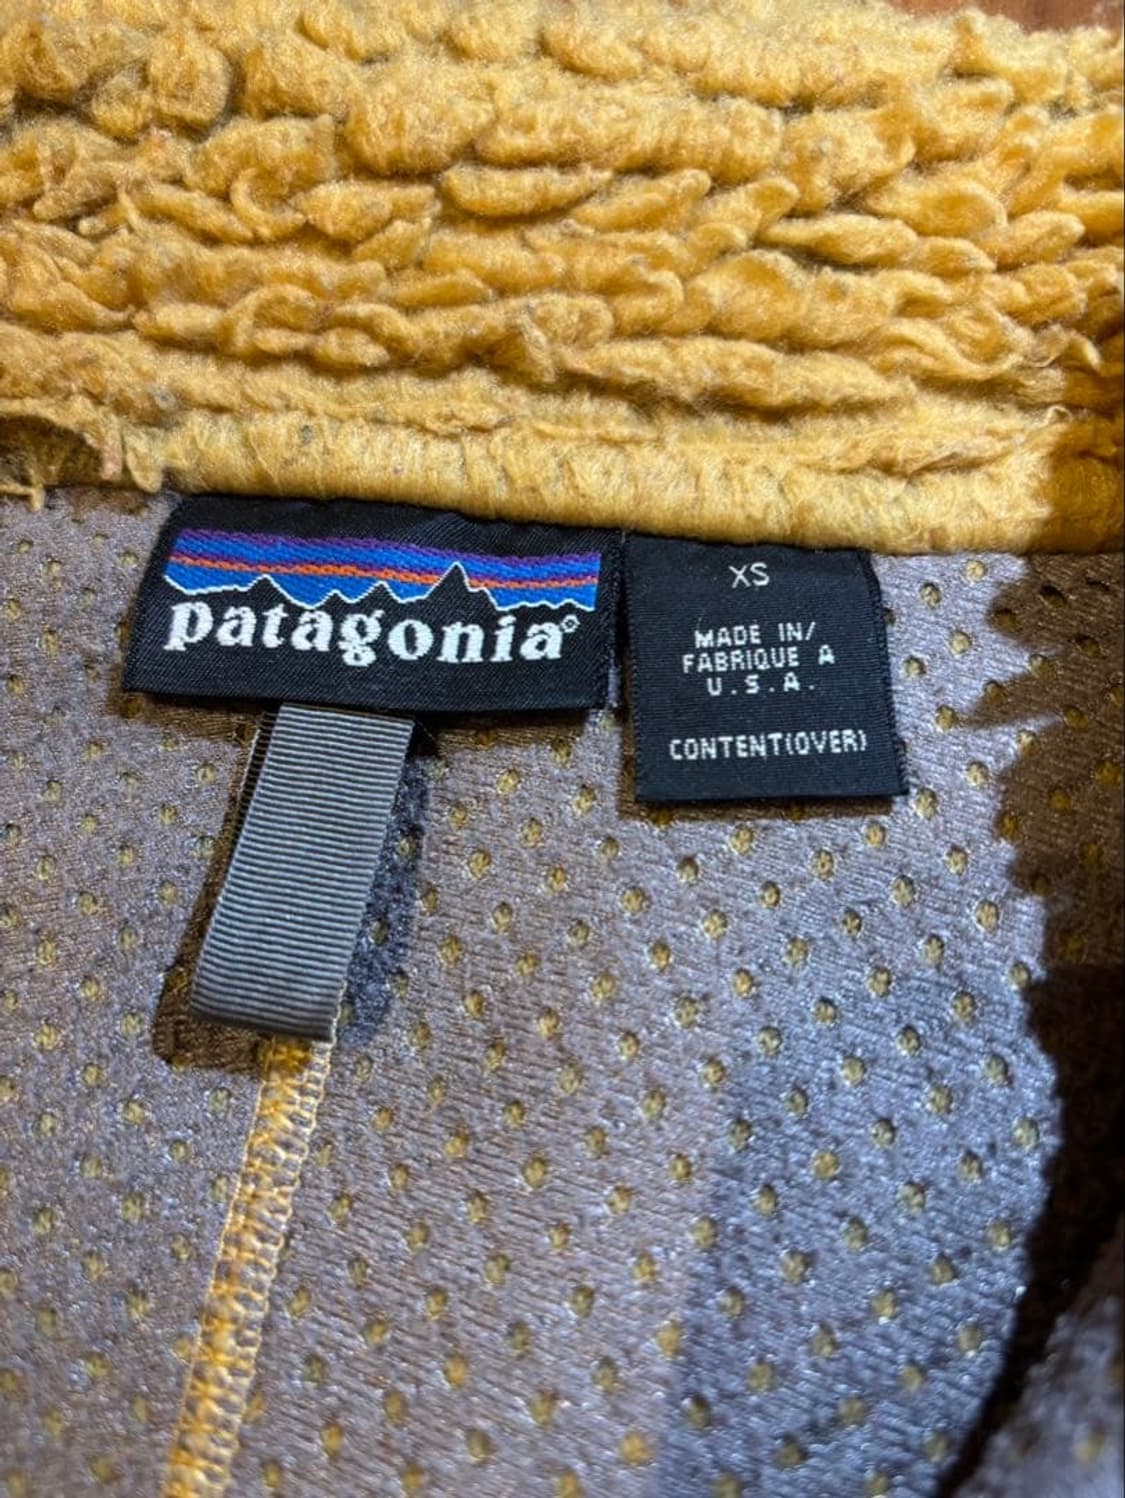 patagonia®
XS
MADE IN/
FABRIQUE A
U.S.A.
CONTENT(OVER)